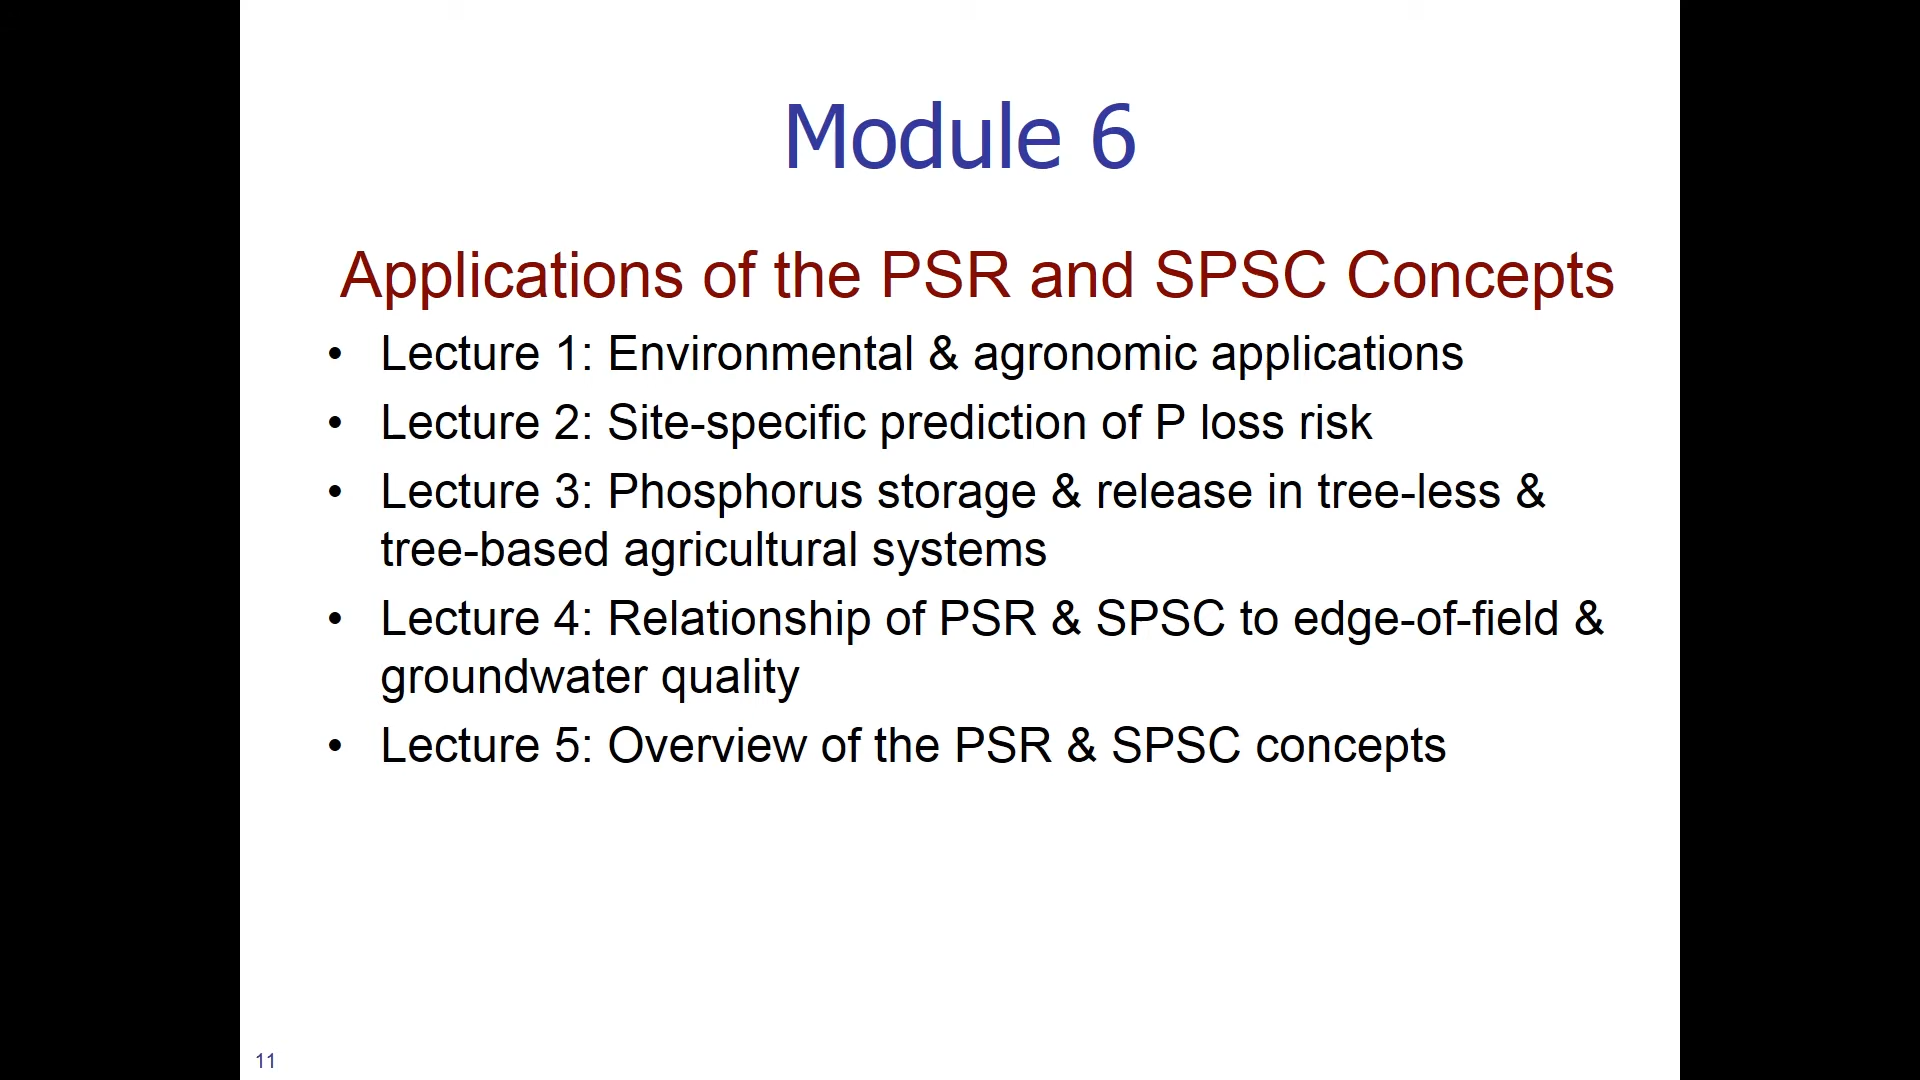 Module 6
Applications of the PSR and SPSC Concepts
• Lecture 1: Environmental & agronomic applications
• Lecture 2: Site-specific prediction of P loss risk
• Lecture 3: Phosphorus storage & release in tree-less &
tree-based agricultural systems
• Lecture 4: Relationship of PSR & SPSC to edge-of-field &
groundwater quality
• Lecture 5: Overview of the PSR & SPSC concepts
11